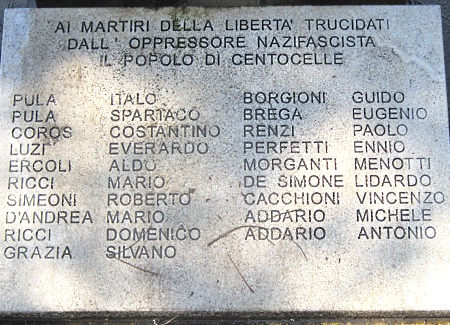 AI MARTIRI DELLA LIBERTA' TRUCIDATI
DALL' OPPRESSORE NAZIFASCISTA
IL POPOLO DI CENTOCELLE
PULA ITALO BORGIONI GUIDO
PULA SPARTACO BREGA EUGENIO
COROS COSTANTINO RENZI PAOLO
LUZI EVERARDO PERFETTI ENNIO
ERCOLI ALDO MORGANTI MENOTTI
RICCI MARIO DE SIMONE LIDARDO
SIMEONI ROBERTO CACCHIONI VINCENZO
D'ANDREA MARIO ADDARIO MICHELE
RICCI DOMENICO ADDARIO ANTONIO
GRAZIA SILVANO